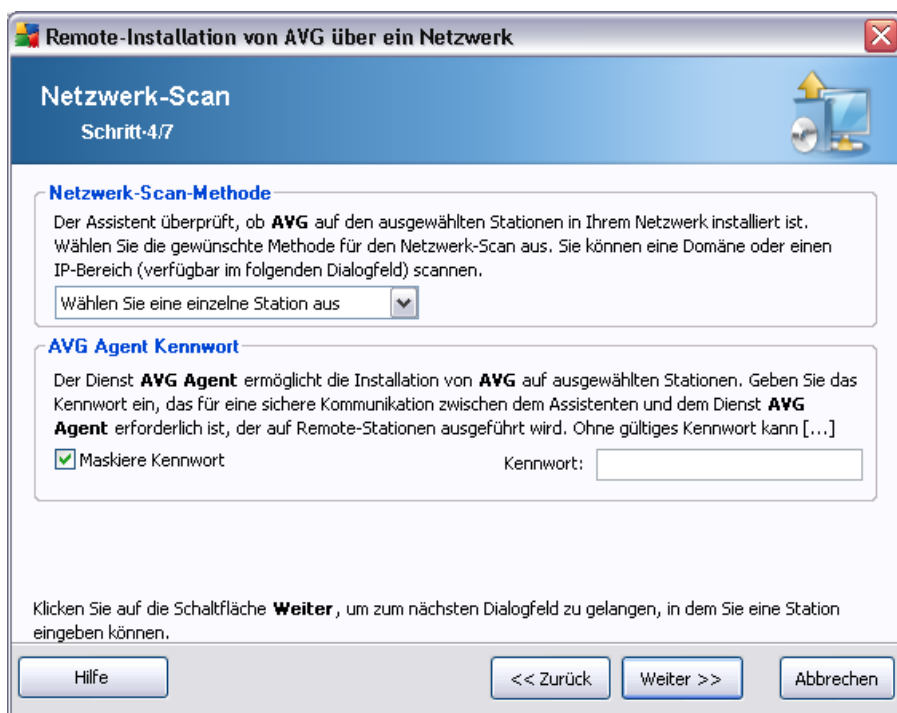 Remote-Installation von AVG über ein Netzwerk
Netzwerk-Scan
Schritt-4/7
Netzwerk-Scan-Methode
Der Assistent überprüft, ob AVG auf den ausgewählten Stationen in Ihrem Netzwerk installiert ist.
Wählen Sie die gewünschte Methode für den Netzwerk-Scan aus. Sie können eine Domäne oder einen
IP-Bereich (verfügbar im folgenden Dialogfeld) scannen.
Wählen Sie eine einzelne Station aus
AVG Agent Kennwort
Der Dienst AVG Agent ermöglicht die Installation von AVG auf ausgewählten Stationen. Geben Sie das
Kennwort ein, das für eine sichere Kommunikation zwischen dem Assistenten und dem Dienst AVG
Agent erforderlich ist, der auf Remote-Stationen ausgeführt wird. Ohne gültiges Kennwort kann [...]
Maskiere Kennwort
Kennwort:
Klicken Sie auf die Schaltfläche Weiter, um zum nächsten Dialogfeld zu gelangen, in dem Sie eine Station
eingeben können.
Hilfe
<< Zurück
Weiter >>
Abbrechen